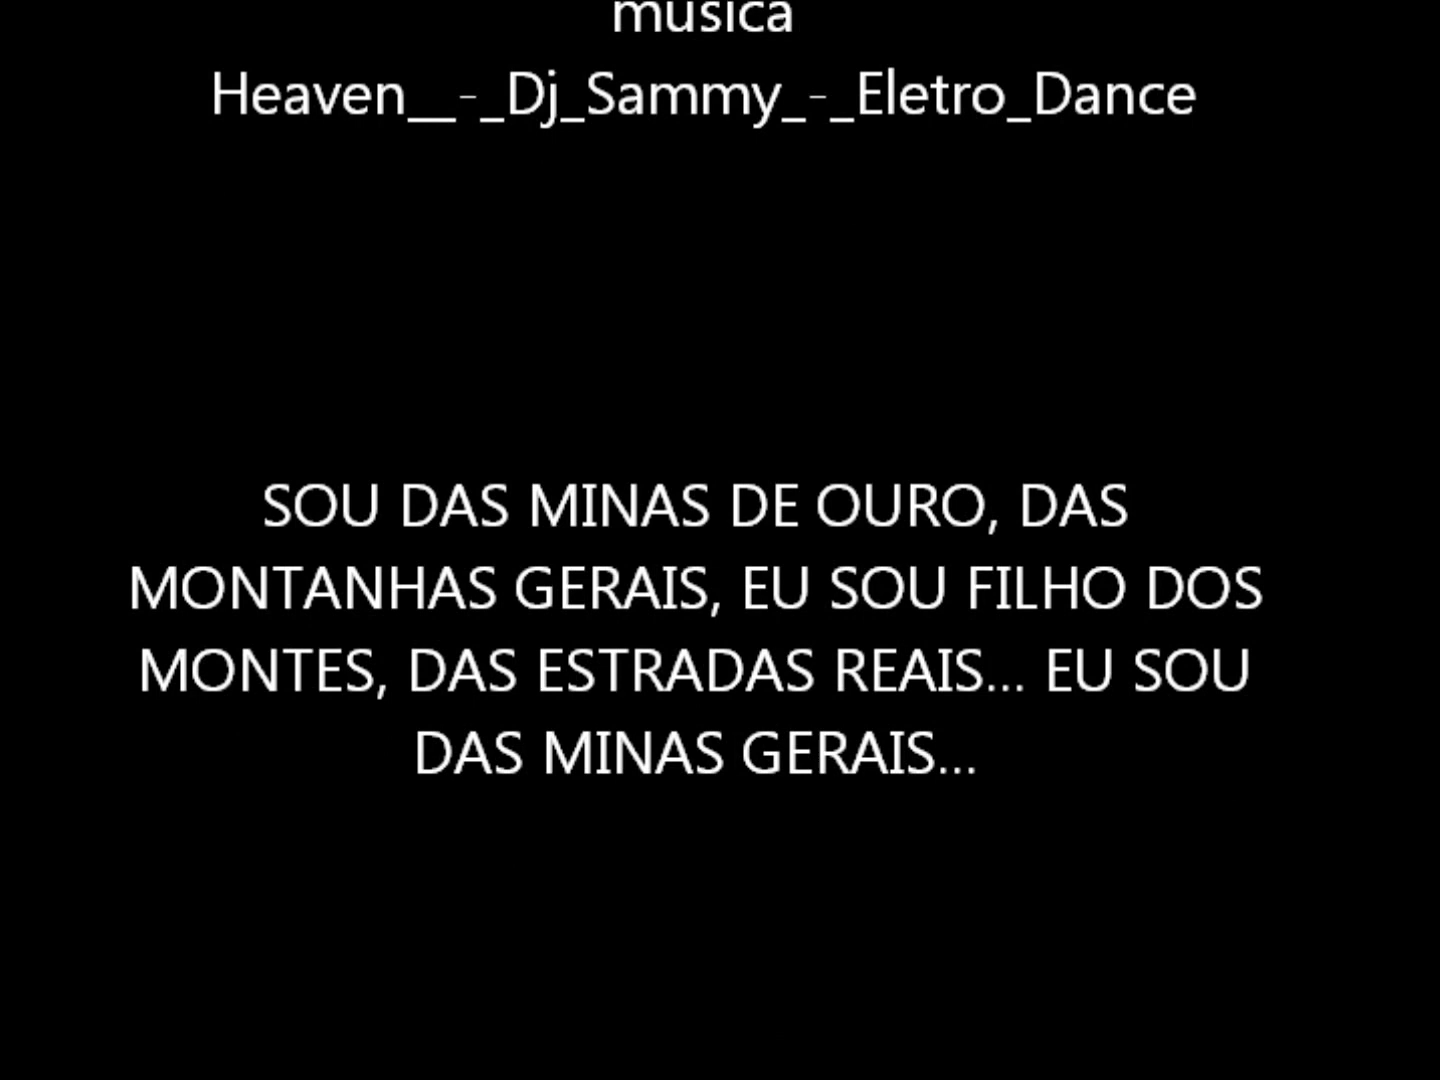 musica
Heaven__-_Dj_Sammy_-_Eletro_Dance
SOU DAS MINAS DE OURO, DAS
MONTANHAS GERAIS, EU SOU FILHO DOS
MONTES, DAS ESTRADAS REAIS... EU SOU
DAS MINAS GERAIS...